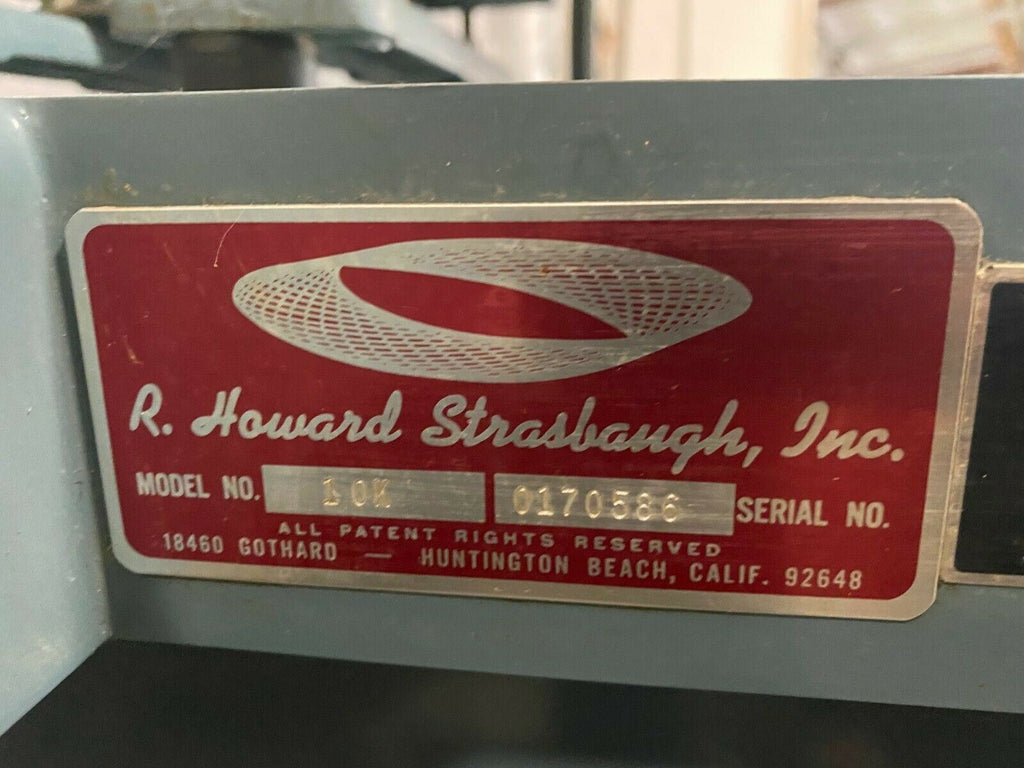 R. Howard Strasbaugh, Inc.
MODEL NO. 10K 0170586 SERIAL NO.
ALL PATENT RIGHTS RESERVED
18460 GOTHARD — HUNTINGTON BEACH, CALIF. 92648